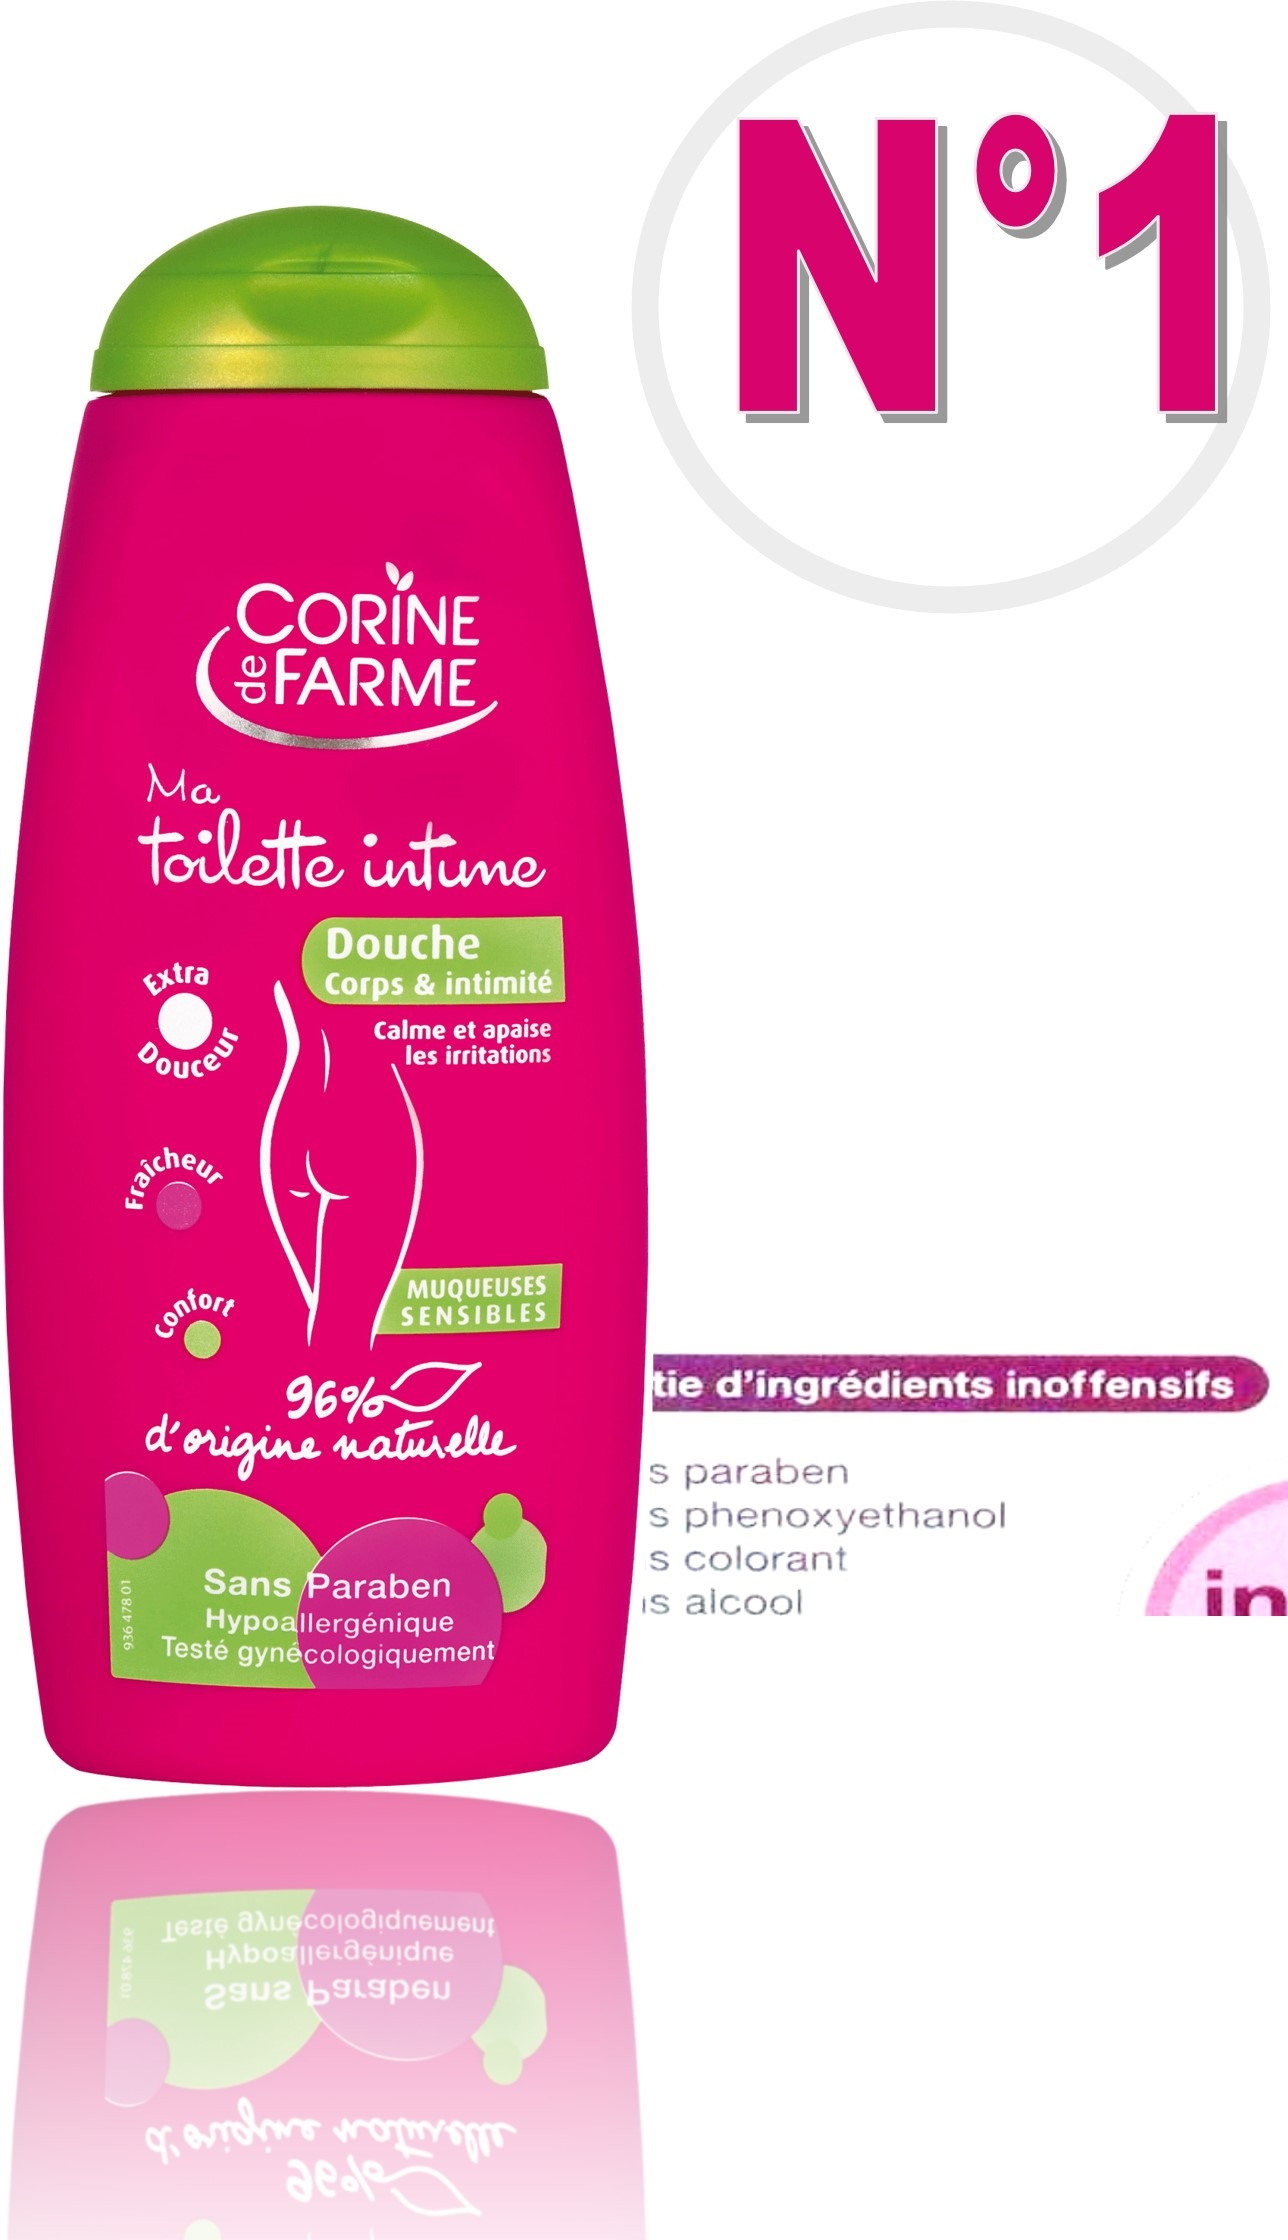 N°1
CORINE
de FARME
Ma
toilette intime
Douche
Corps & intimité
Calme et apaise
les irritations
Extra
Douceur
Fraîcheur
Confort
MUQUEUSES
SENSIBLES
96%
d'origine naturelle
Sans Paraben
Hypoallergénique
Testé gynécologiquement
936 478 01
d'ingrédients inoffensifs
paraben
phenoxyethanol
colorant
alcool